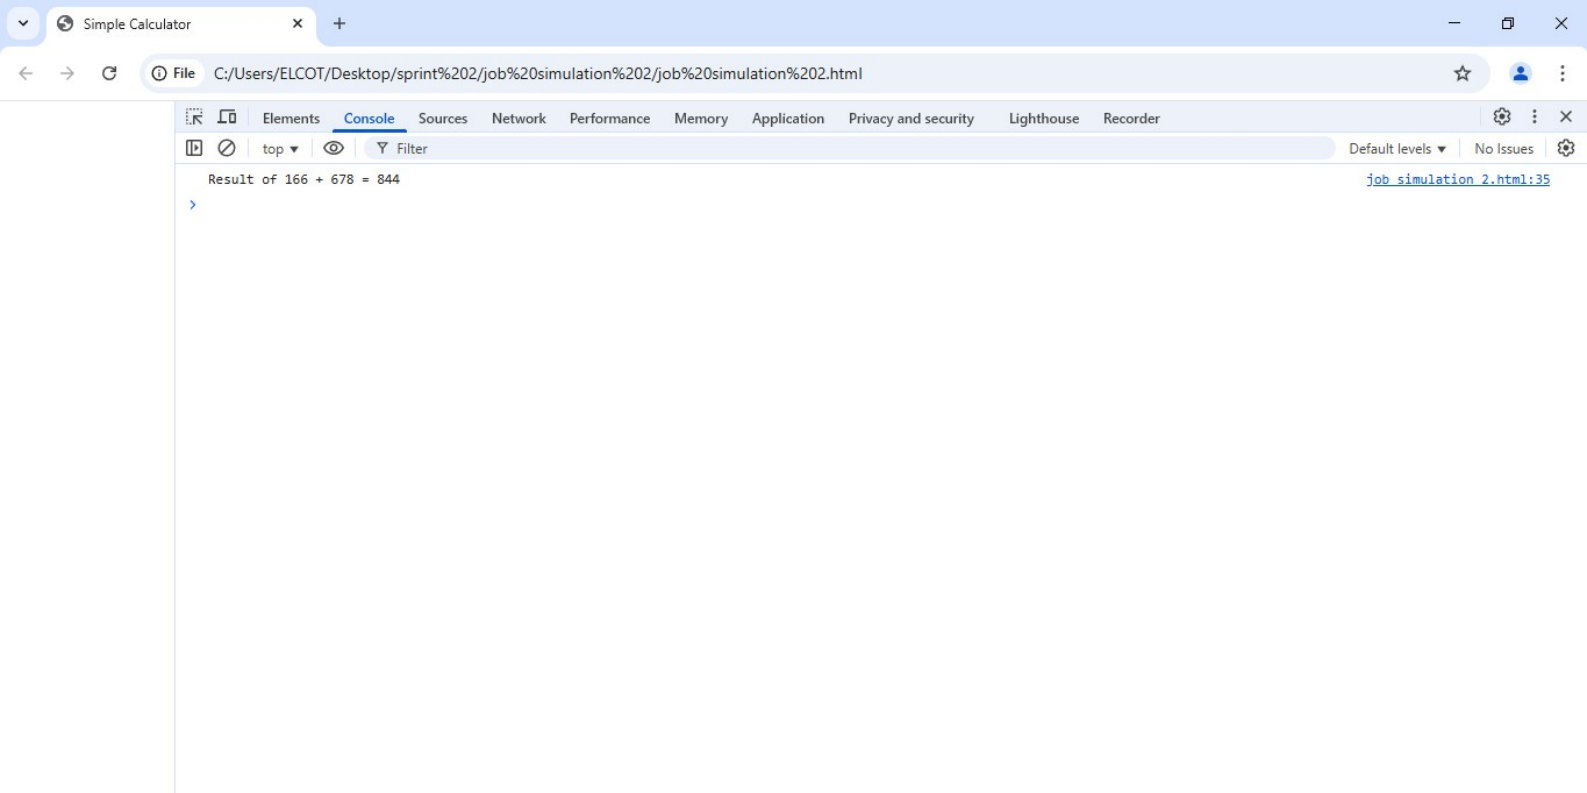 Simple Calculator
File C:/Users/ELCOT/Desktop/sprint%202/job%20simulation%202/job%20simulation%202.html
Elements Console Sources Network Performance Memory Application Privacy and security Lighthouse Recorder
top Filter Default levels No Issues
Result of 166 + 678 = 844 job simulation 2.html:35